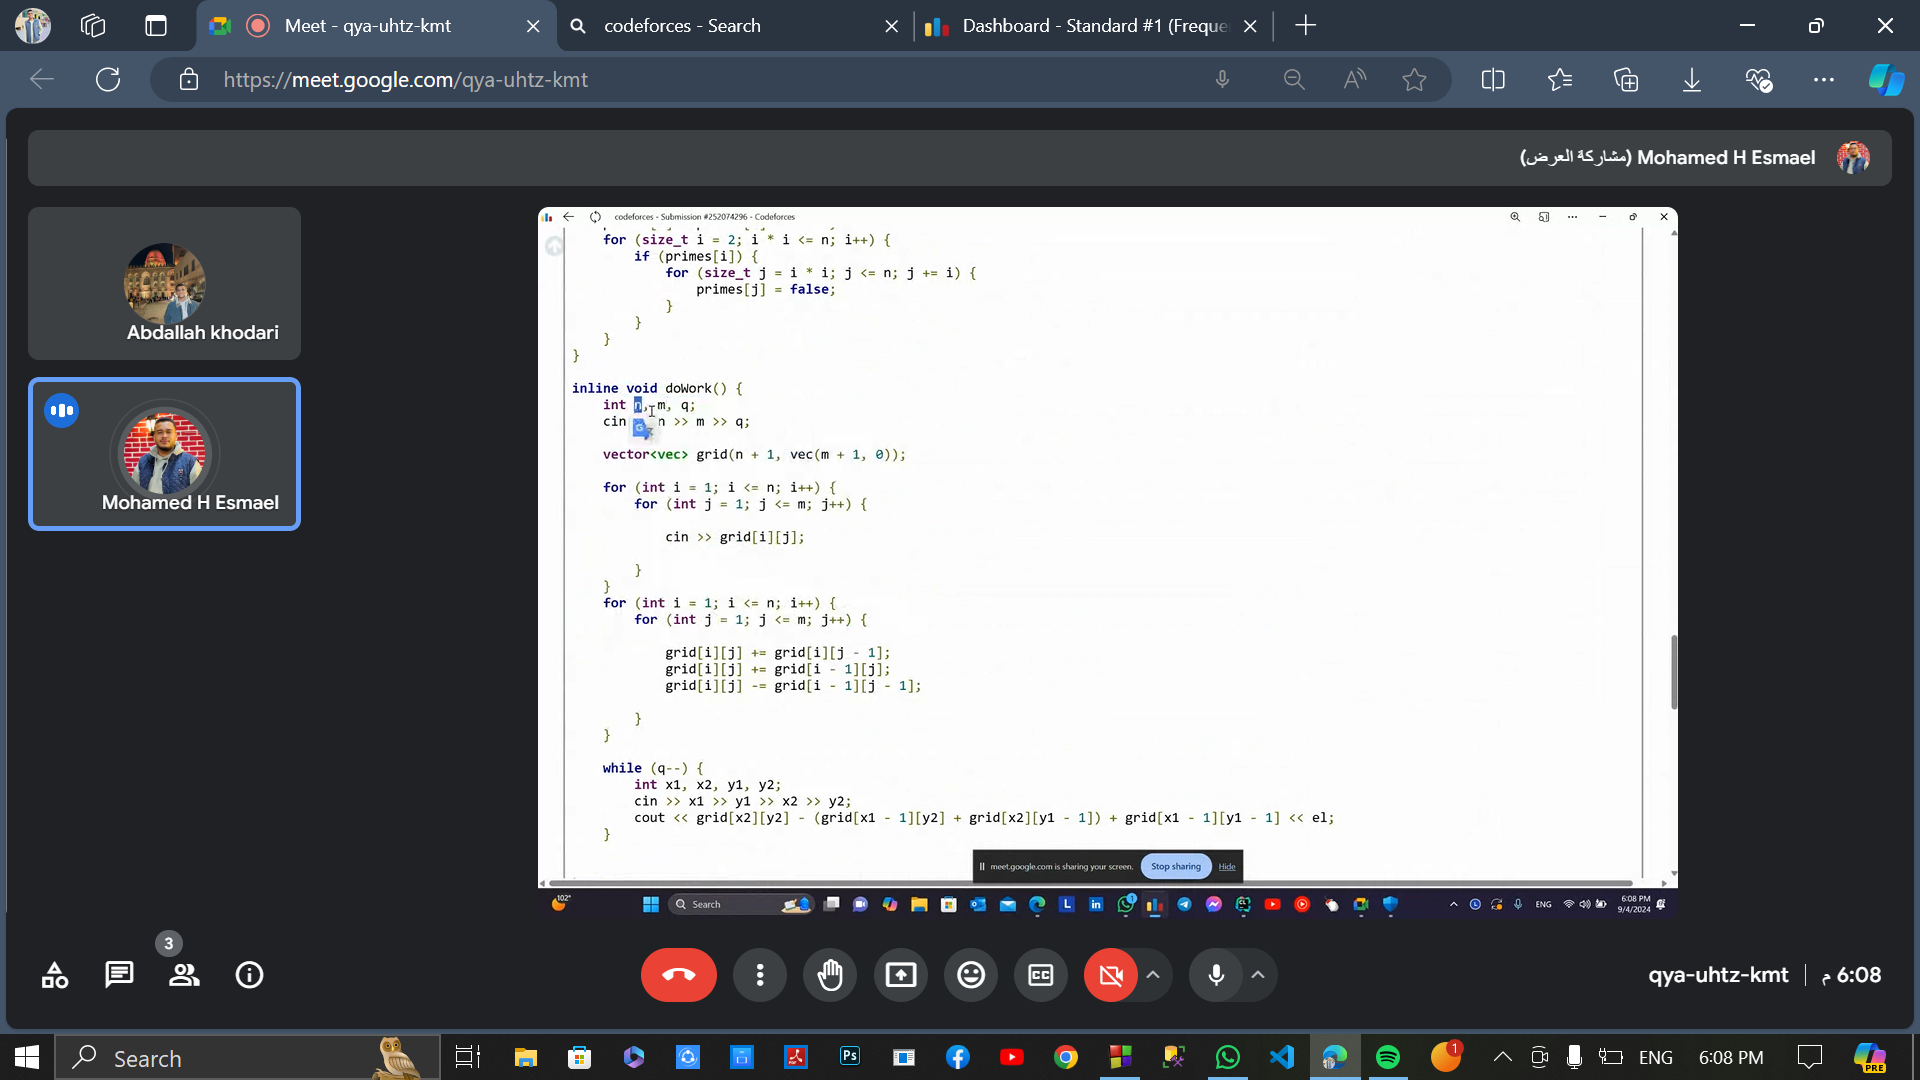 Meet - qya-uhtz-kmt
codeforces - Search
Dashboard - Standard #1 (Freque
https://meet.google.com/qya-uhtz-kmt
Mohamed H Esmael (مشاركة العرض)
Abdallah khodari
Mohamed H Esmael
codeforces - Submission #252074296 - Codeforces
for (size_t i = 2; i * i <= n; i++) {
if (primes[i]) {
for (size_t j = i * i; j <= n; j += i) {
primes[j] = false;
}
}
}
}
inline void doWork() {
int n, m, q;
cin n >> m >> q;
vector<vec> grid(n + 1, vec(m + 1, 0));
for (int i = 1; i <= n; i++) {
for (int j = 1; j <= m; j++) {
cin >> grid[i][j];
}
}
for (int i = 1; i <= n; i++) {
for (int j = 1; j <= m; j++) {
grid[i][j] += grid[i][j - 1];
grid[i][j] += grid[i - 1][j];
grid[i][j] -= grid[i - 1][j - 1];
}
}
while (q--) {
int x1, x2, y1, y2;
cin >> x1 >> y1 >> x2 >> y2;
cout << grid[x2][y2] - (grid[x1 - 1][y2] + grid[x2][y1 - 1]) + grid[x1 - 1][y1 - 1] << el;
}
meet.google.com is sharing your screen. Stop sharing Hide
102°
Search
ENG
6:08 PM
9/4/2024
3
CC
qya-uhtz-kmt | 6:08 م
Search
Ps
1
ENG
6:08 PM
PRE